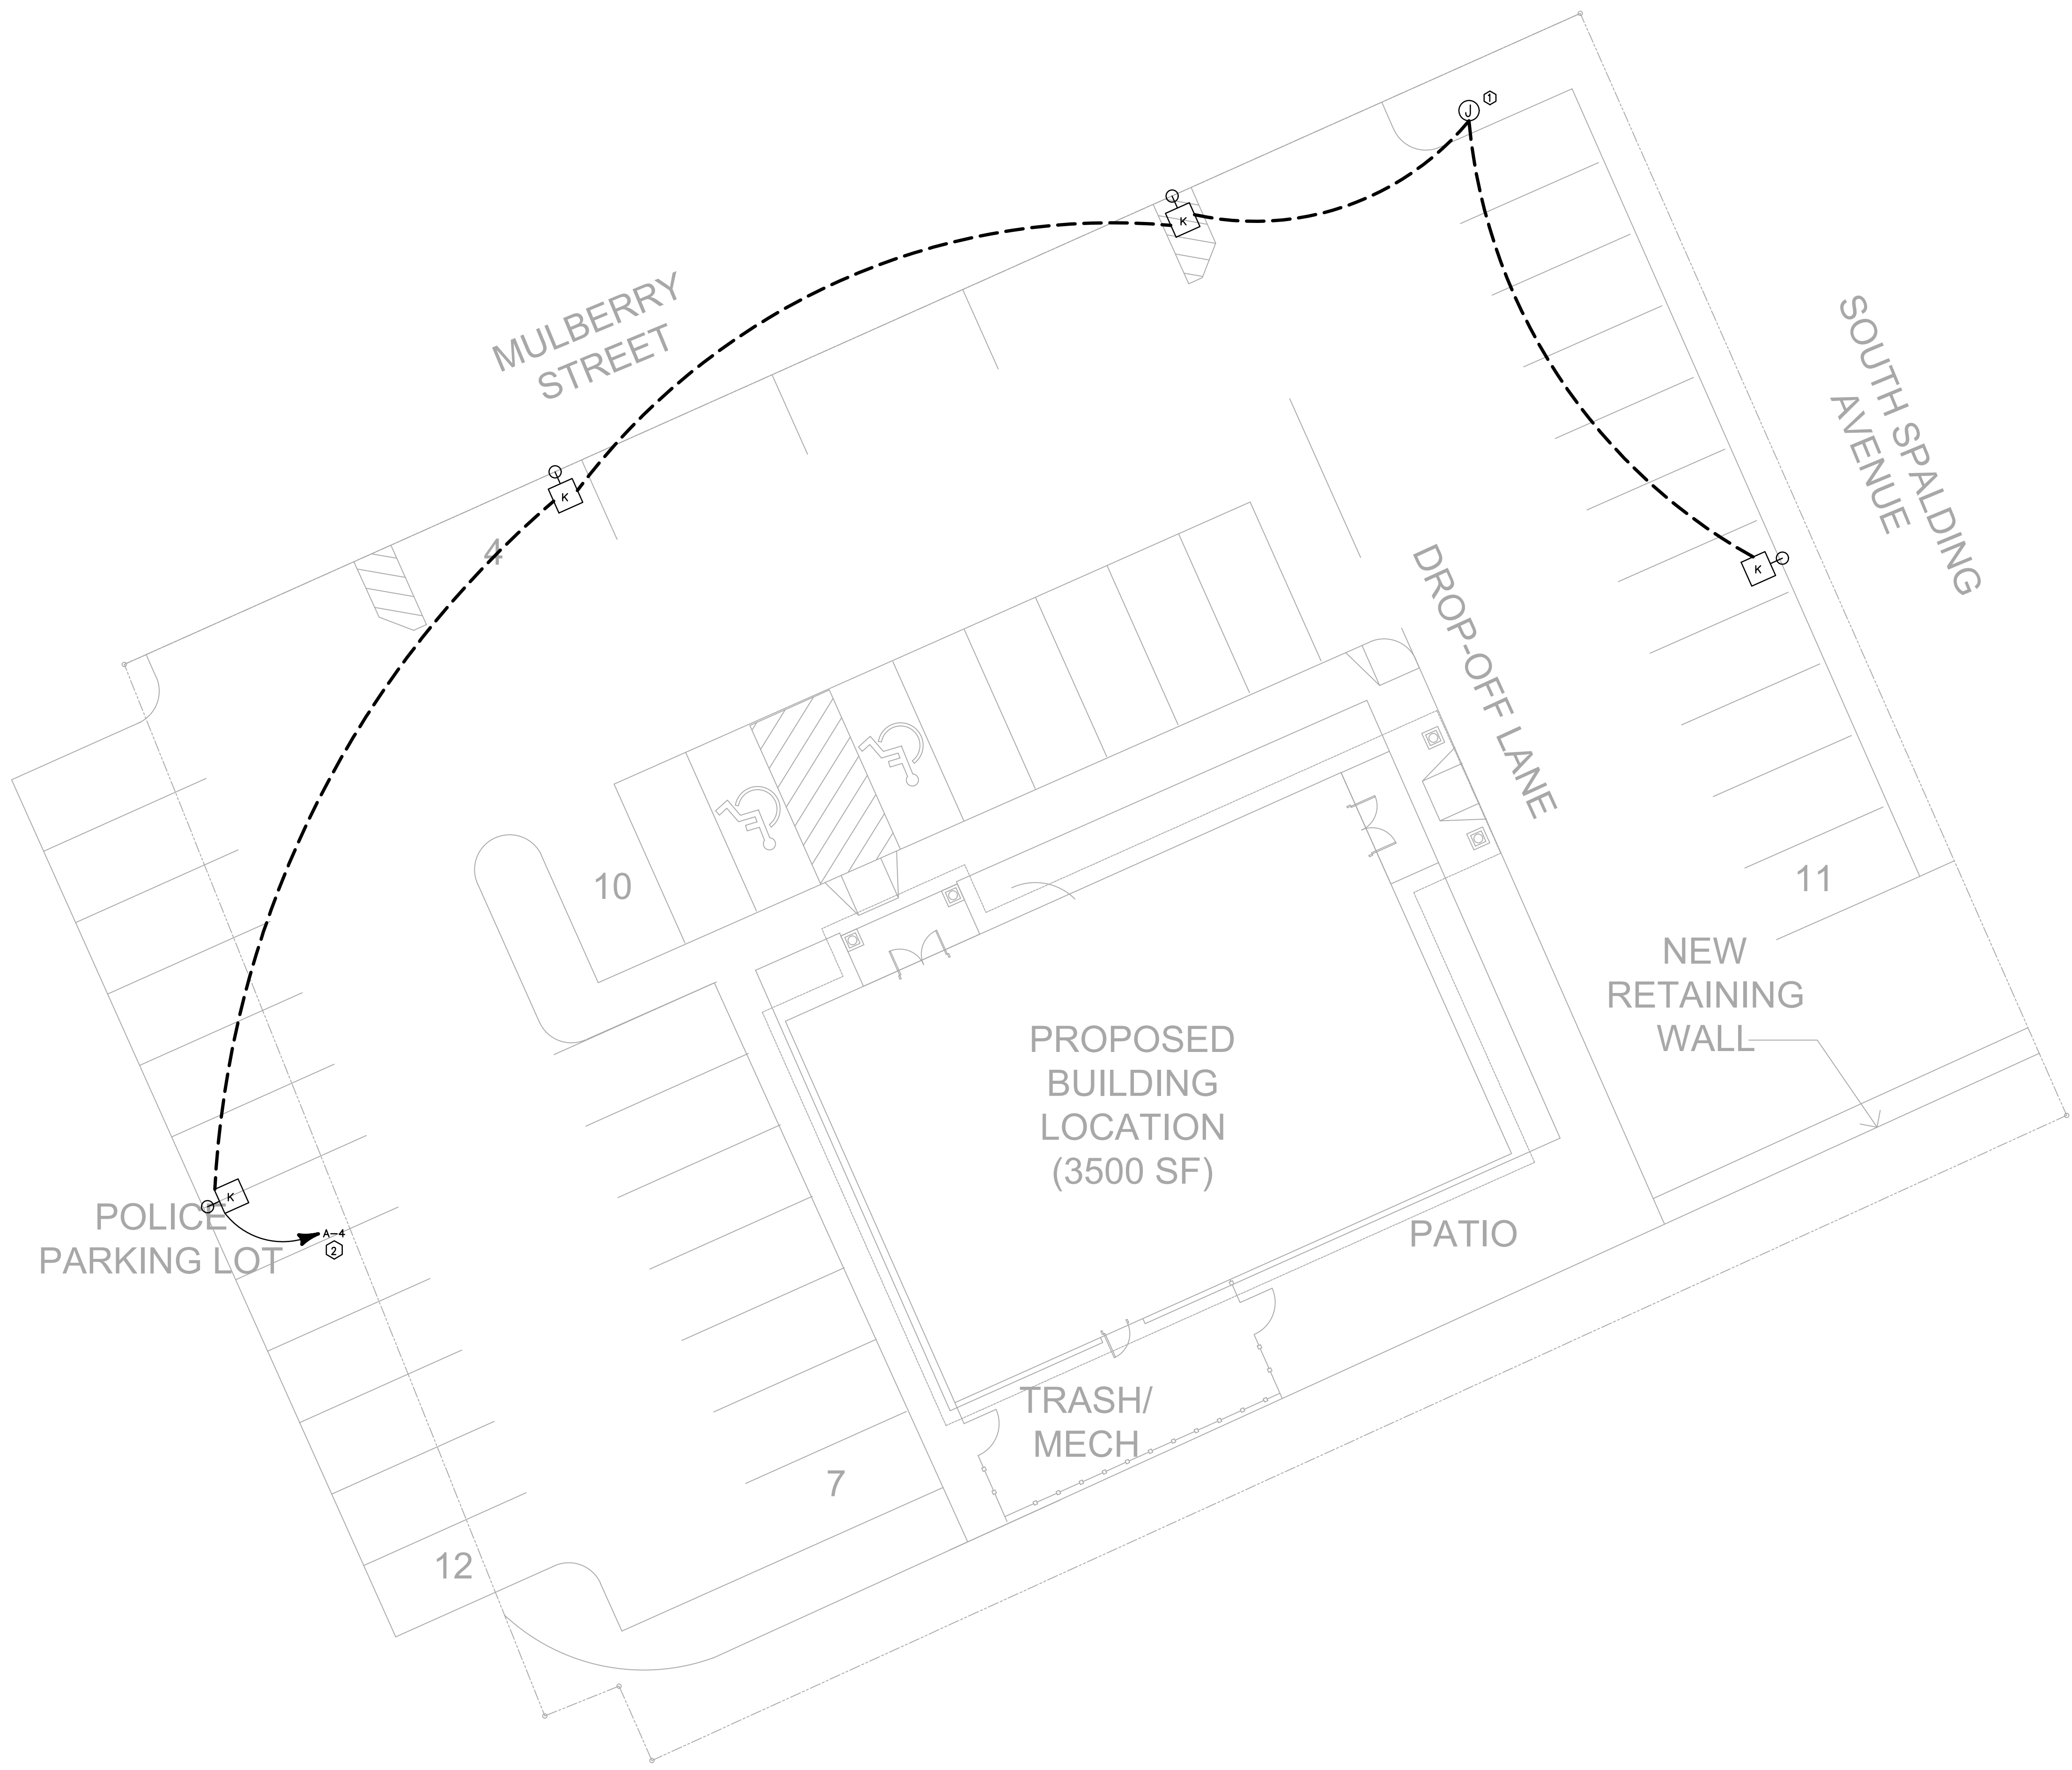 J
1
K
MULBERRY
STREET
SOUTH SPALDING
AVENUE
K
4
K
DROP-OFF LANE
10
11
NEW
RETAINING
WALL
PROPOSED
BUILDING
LOCATION
(3500 SF)
K
POLICE
PARKING LOT
A-4
2
PATIO
TRASH/
MECH
7
12